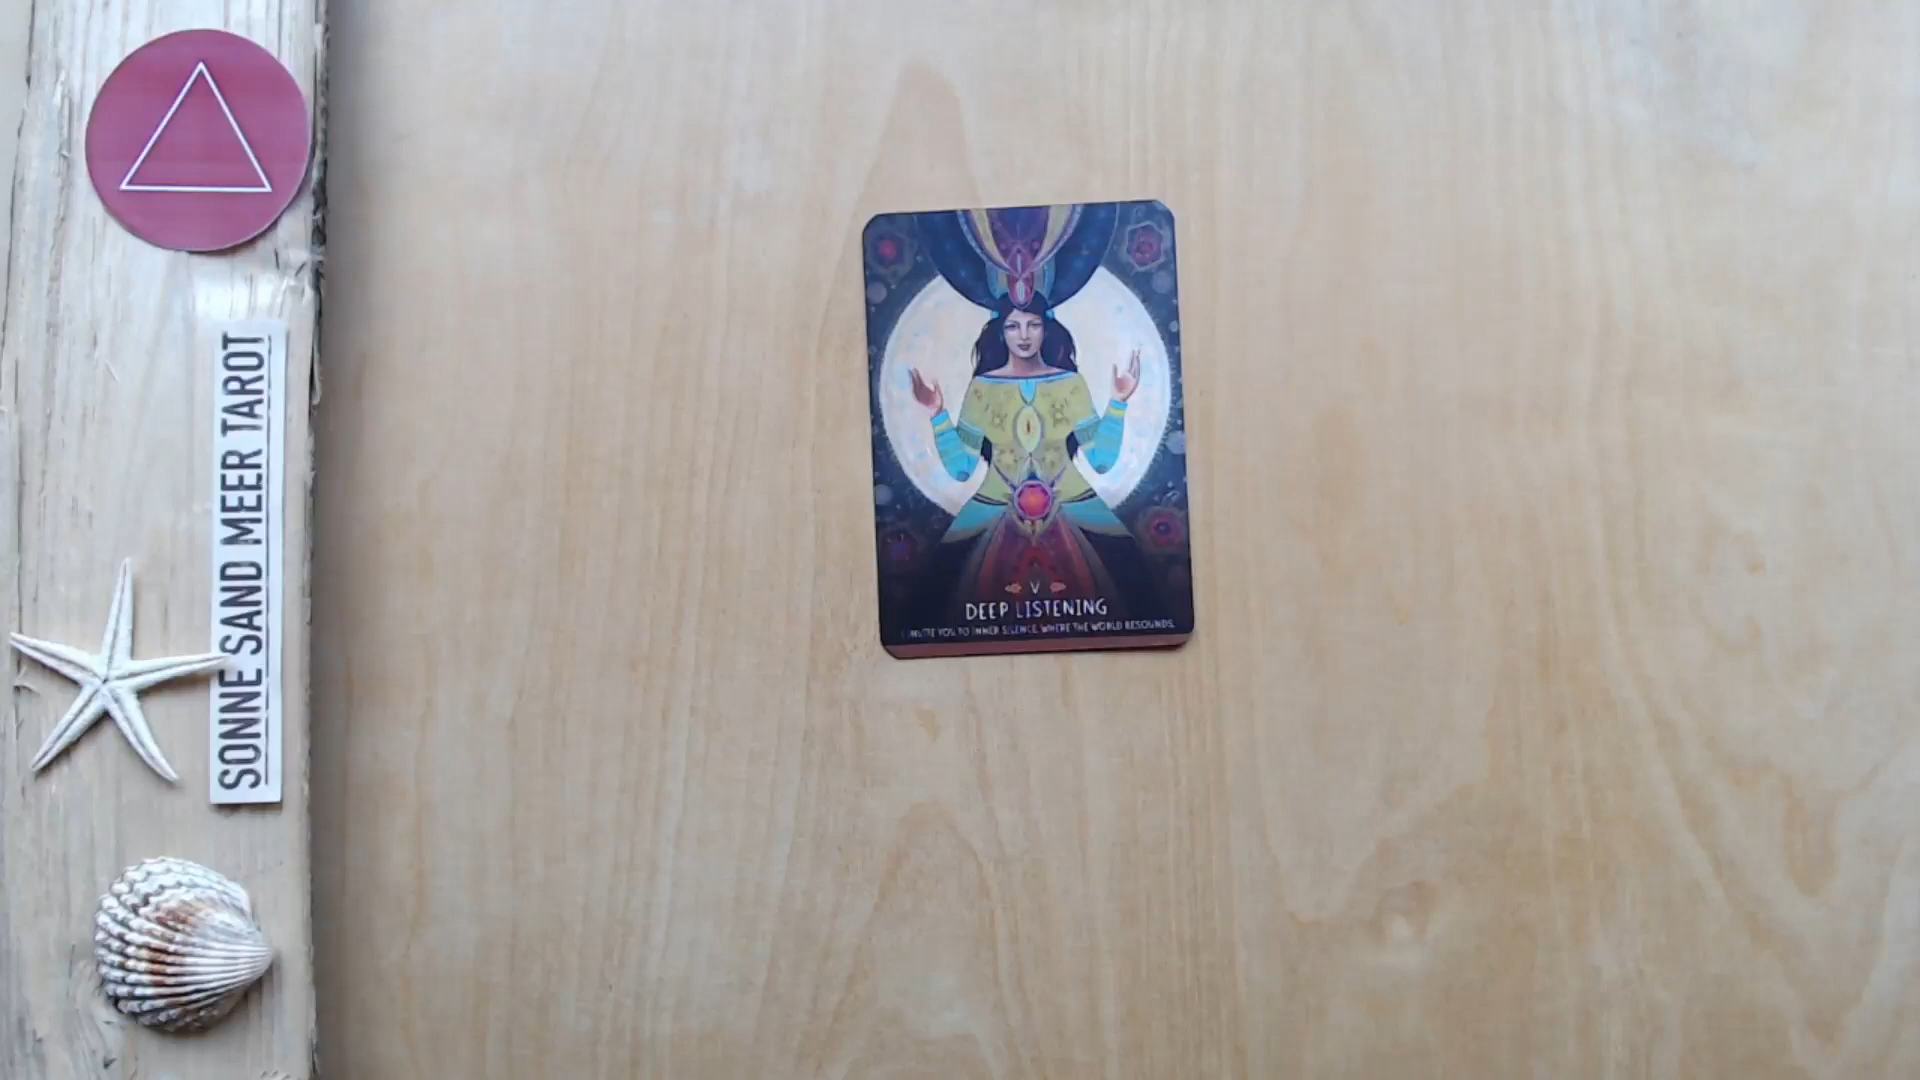 SONNE SAND MEER TAROT
V
DEEP LISTENING
I INVITE YOU TO INNER SILENCE, WHERE THE WORLD RESOUNDS.